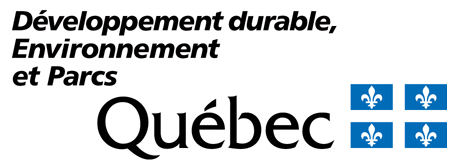 Développement durable,
Environnement
et Parcs
Québec